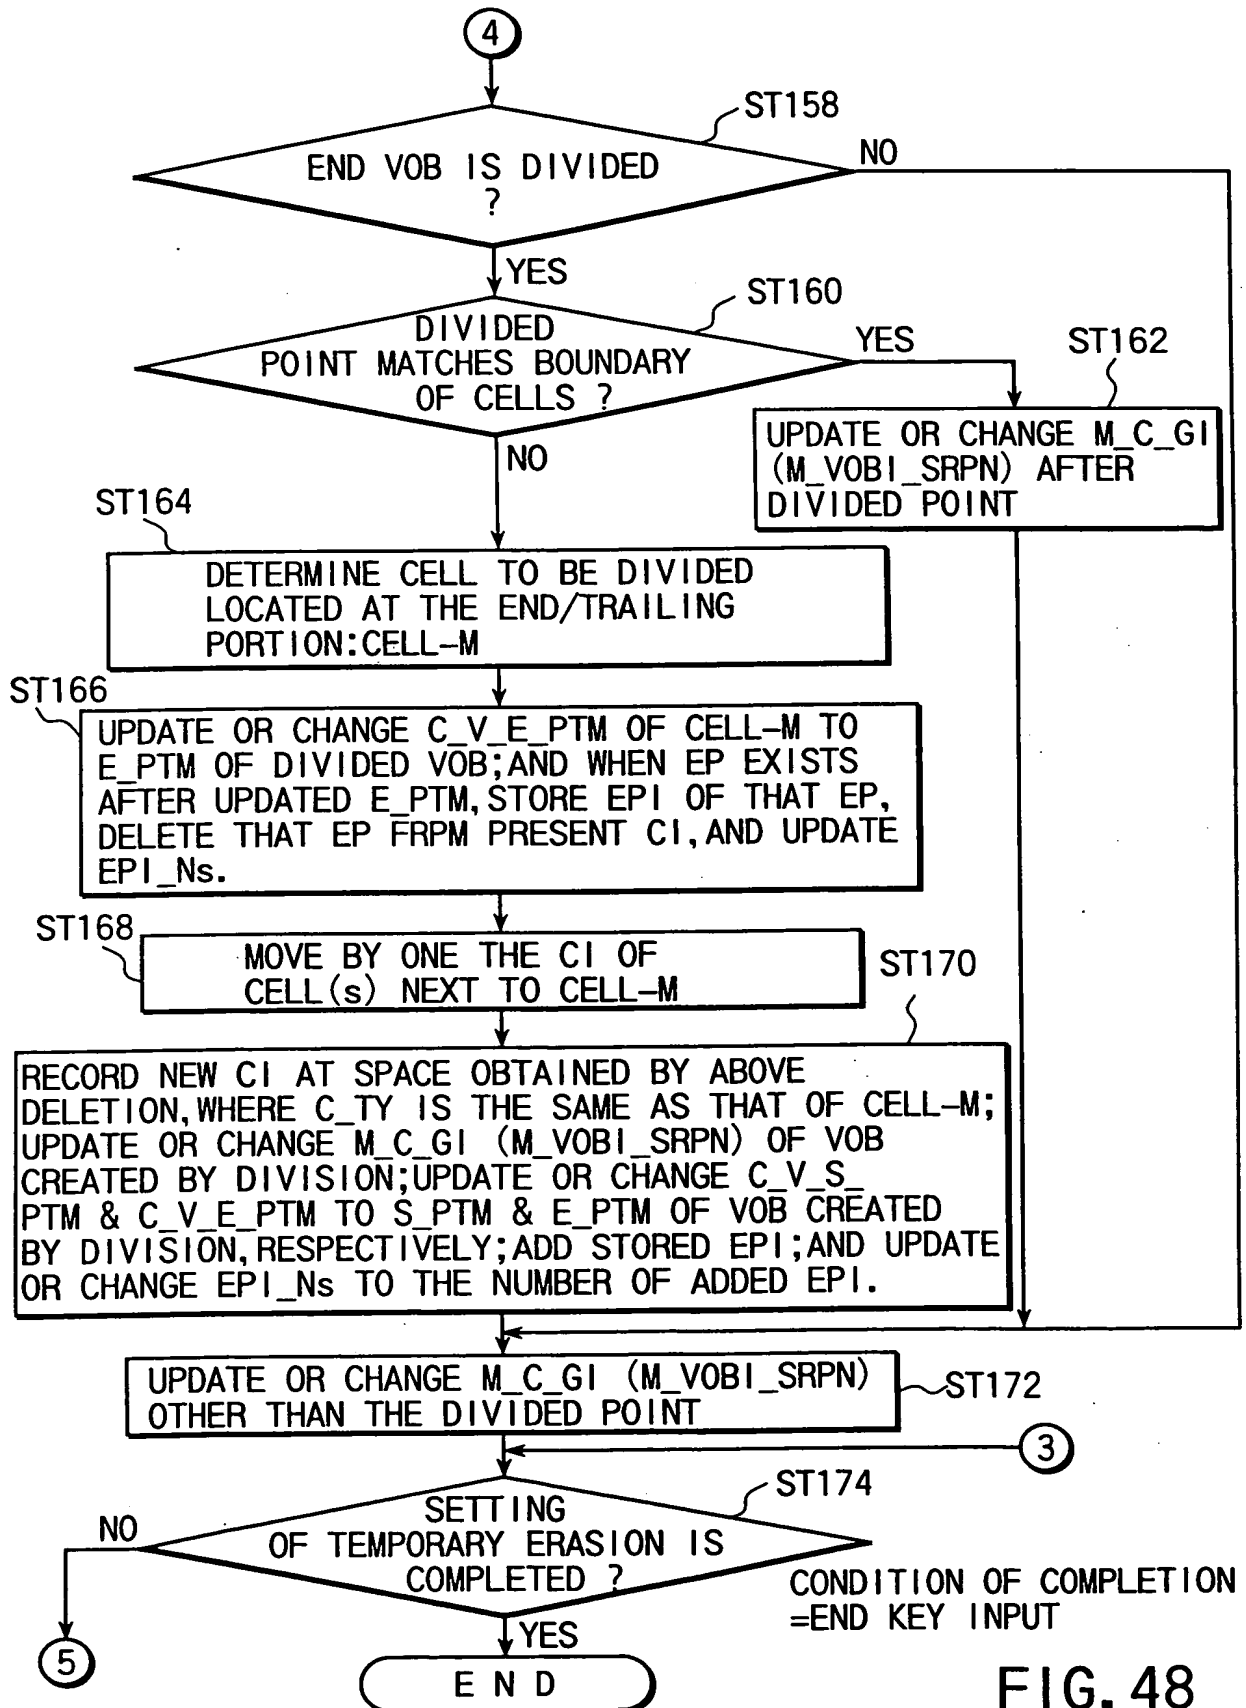 4
ST158
END VOB IS DIVIDED
?
NO
YES
ST160
DIVIDED
POINT MATCHES BOUNDARY
OF CELLS ?
YES
ST162
UPDATE OR CHANGE M_C_GI
(M_VOBI_SRPN) AFTER
DIVIDED POINT
NO
ST164
DETERMINE CELL TO BE DIVIDED
LOCATED AT THE END/TRAILING
PORTION:CELL-M
ST166
UPDATE OR CHANGE C_V_E_PTM OF CELL-M TO
E_PTM OF DIVIDED VOB;AND WHEN EP EXISTS
AFTER UPDATED E_PTM,STORE EPI OF THAT EP,
DELETE THAT EP FRPM PRESENT CI,AND UPDATE
EPI_Ns.
ST168
MOVE BY ONE THE CI OF
CELL(s) NEXT TO CELL-M
ST170
RECORD NEW CI AT SPACE OBTAINED BY ABOVE
DELETION,WHERE C_TY IS THE SAME AS THAT OF CELL-M;
UPDATE OR CHANGE M_C_GI (M_VOBI_SRPN) OF VOB
CREATED BY DIVISION;UPDATE OR CHANGE C_V_S_
PTM & C_V_E_PTM TO S_PTM & E_PTM OF VOB CREATED
BY DIVISION,RESPECTIVELY;ADD STORED EPI;AND UPDATE
OR CHANGE EPI_Ns TO THE NUMBER OF ADDED EPI.
UPDATE OR CHANGE M_C_GI (M_VOBI_SRPN)
OTHER THAN THE DIVIDED POINT
ST172
3
ST174
SETTING
OF TEMPORARY ERASION IS
COMPLETED ?
NO
CONDITION OF COMPLETION
=END KEY INPUT
5
YES
END
FIG. 48